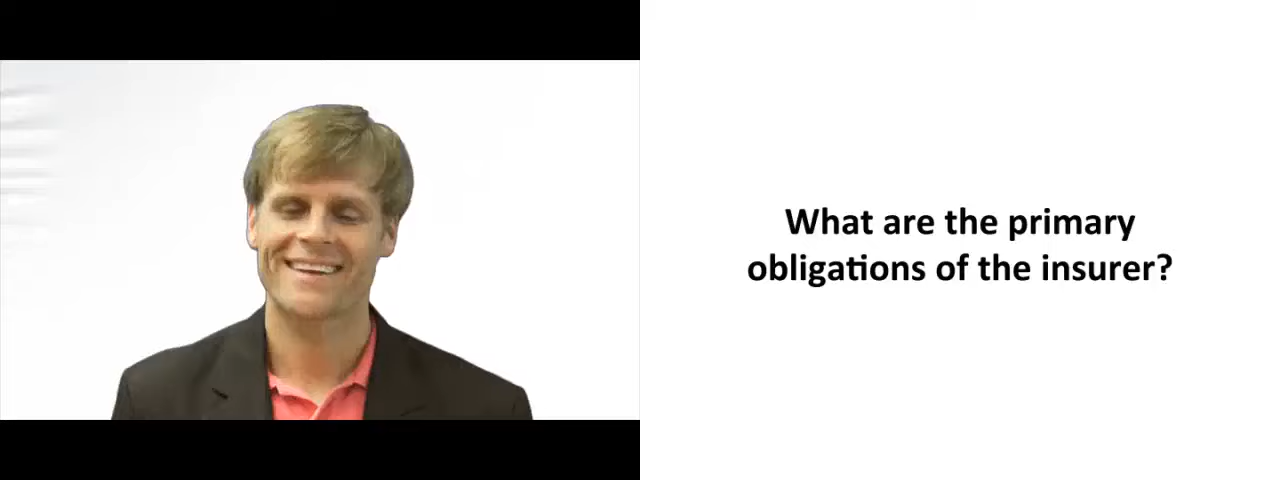 What are the primary
obligations of the insurer?